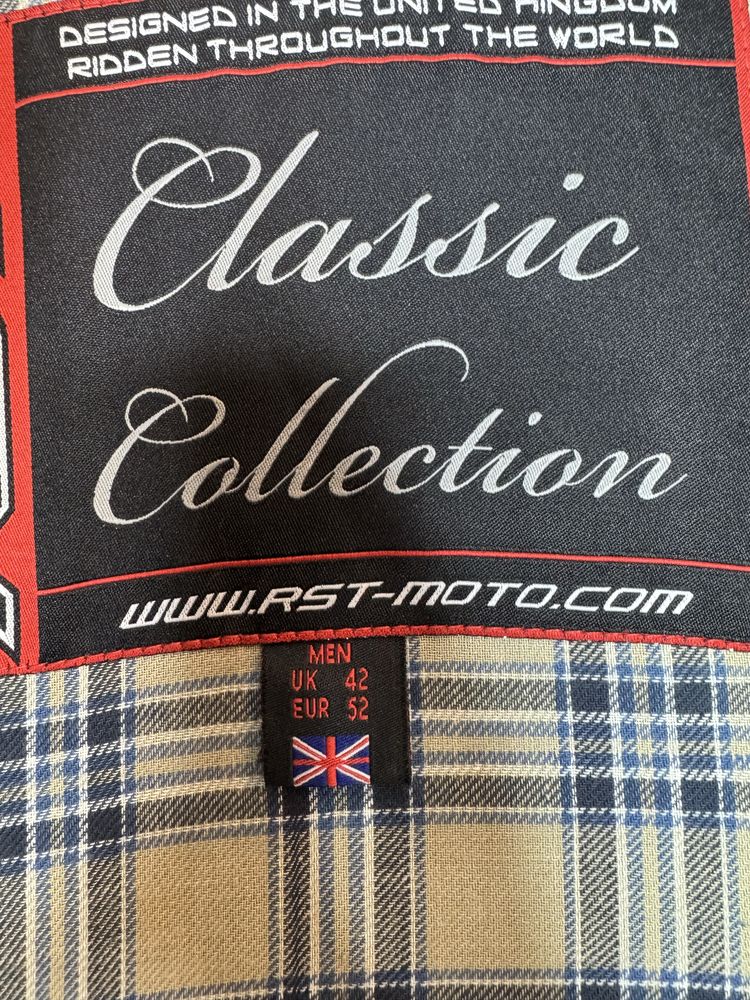 DESIGNED IN THE UNITED KINGDOM
RIDDEN THROUGHOUT THE WORLD
Classic
Collection
WWW.RST-MOTO.COM
MEN
UK 42
EUR 52